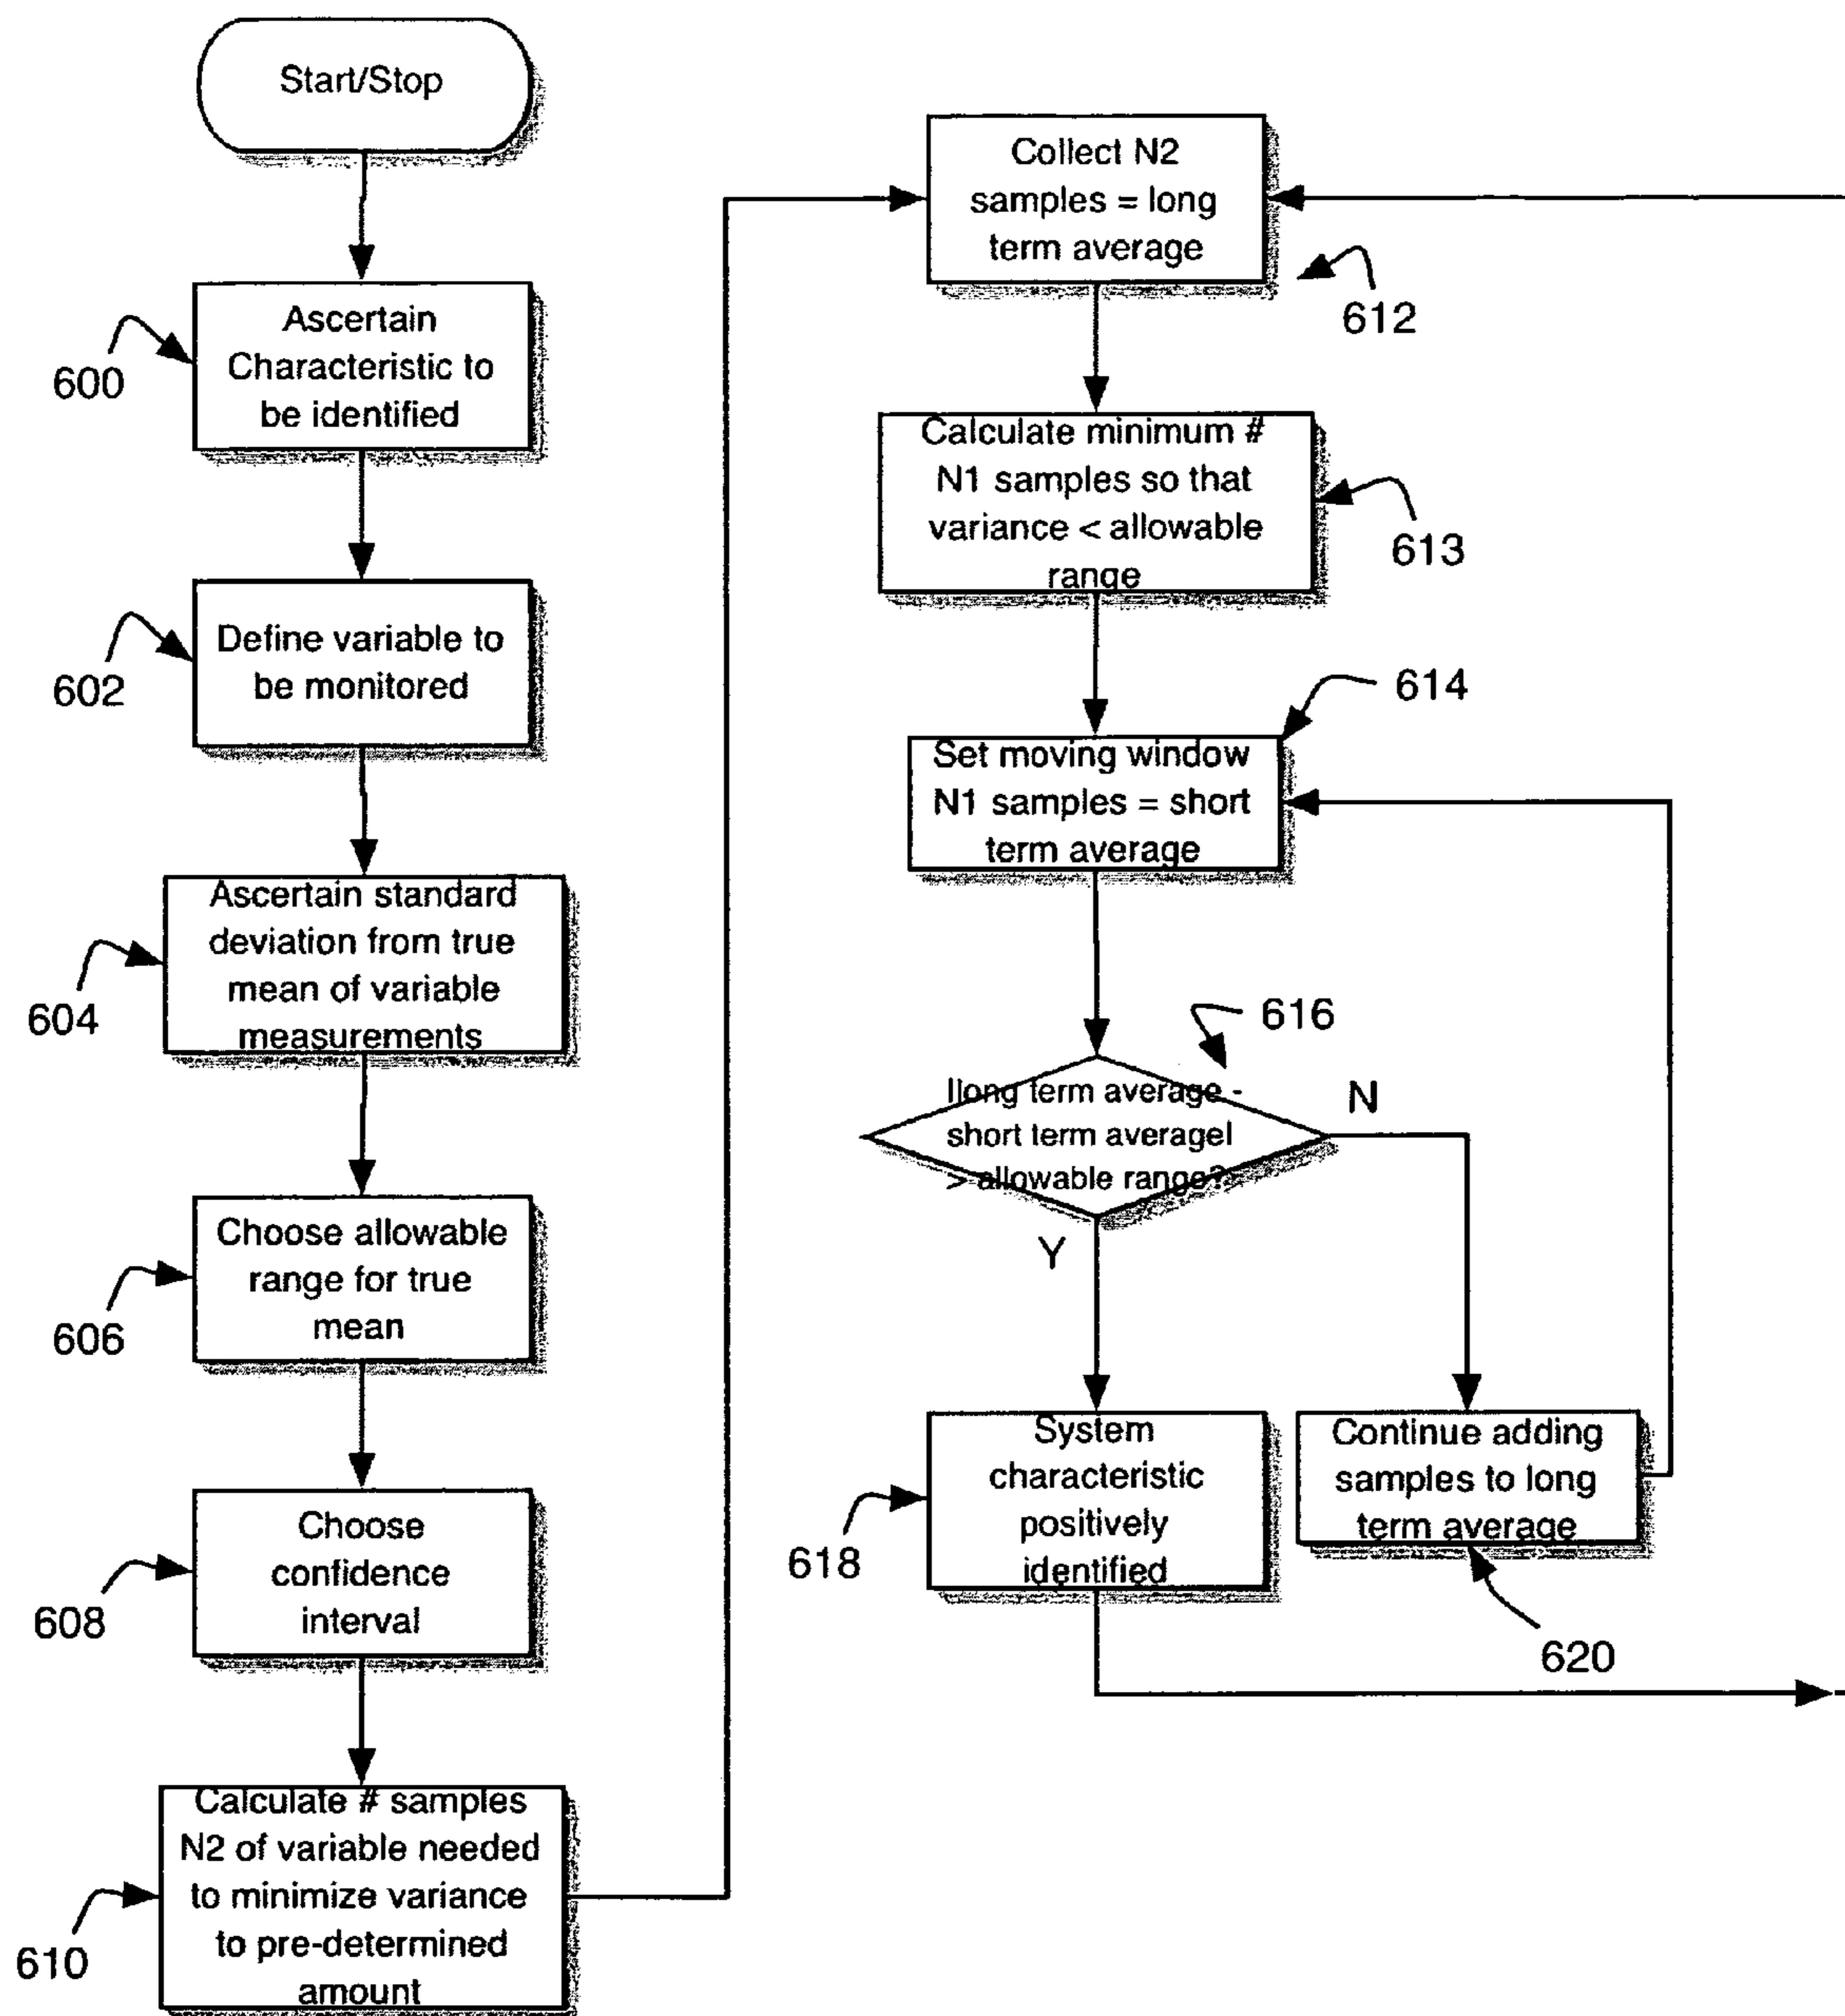 Start/Stop
Ascertain
Characteristic to
be identified
600
Define variable to
be monitored
602
Ascertain standard
deviation from true
mean of variable
measurements
604
Choose allowable
range for true
mean
606
Choose
confidence
interval
608
Calculate # samples
N2 of variable needed
to minimize variance
to pre-determined
amount
610
Collect N2
samples = long
term average
612
Calculate minimum #
N1 samples so that
variance < allowable
range
613
614
Set moving window
N1 samples = short
term average
616
|long term average -
short term average|
> allowable range?
N
Y
System
characteristic
positively
identified
618
Continue adding
samples to long
term average
620